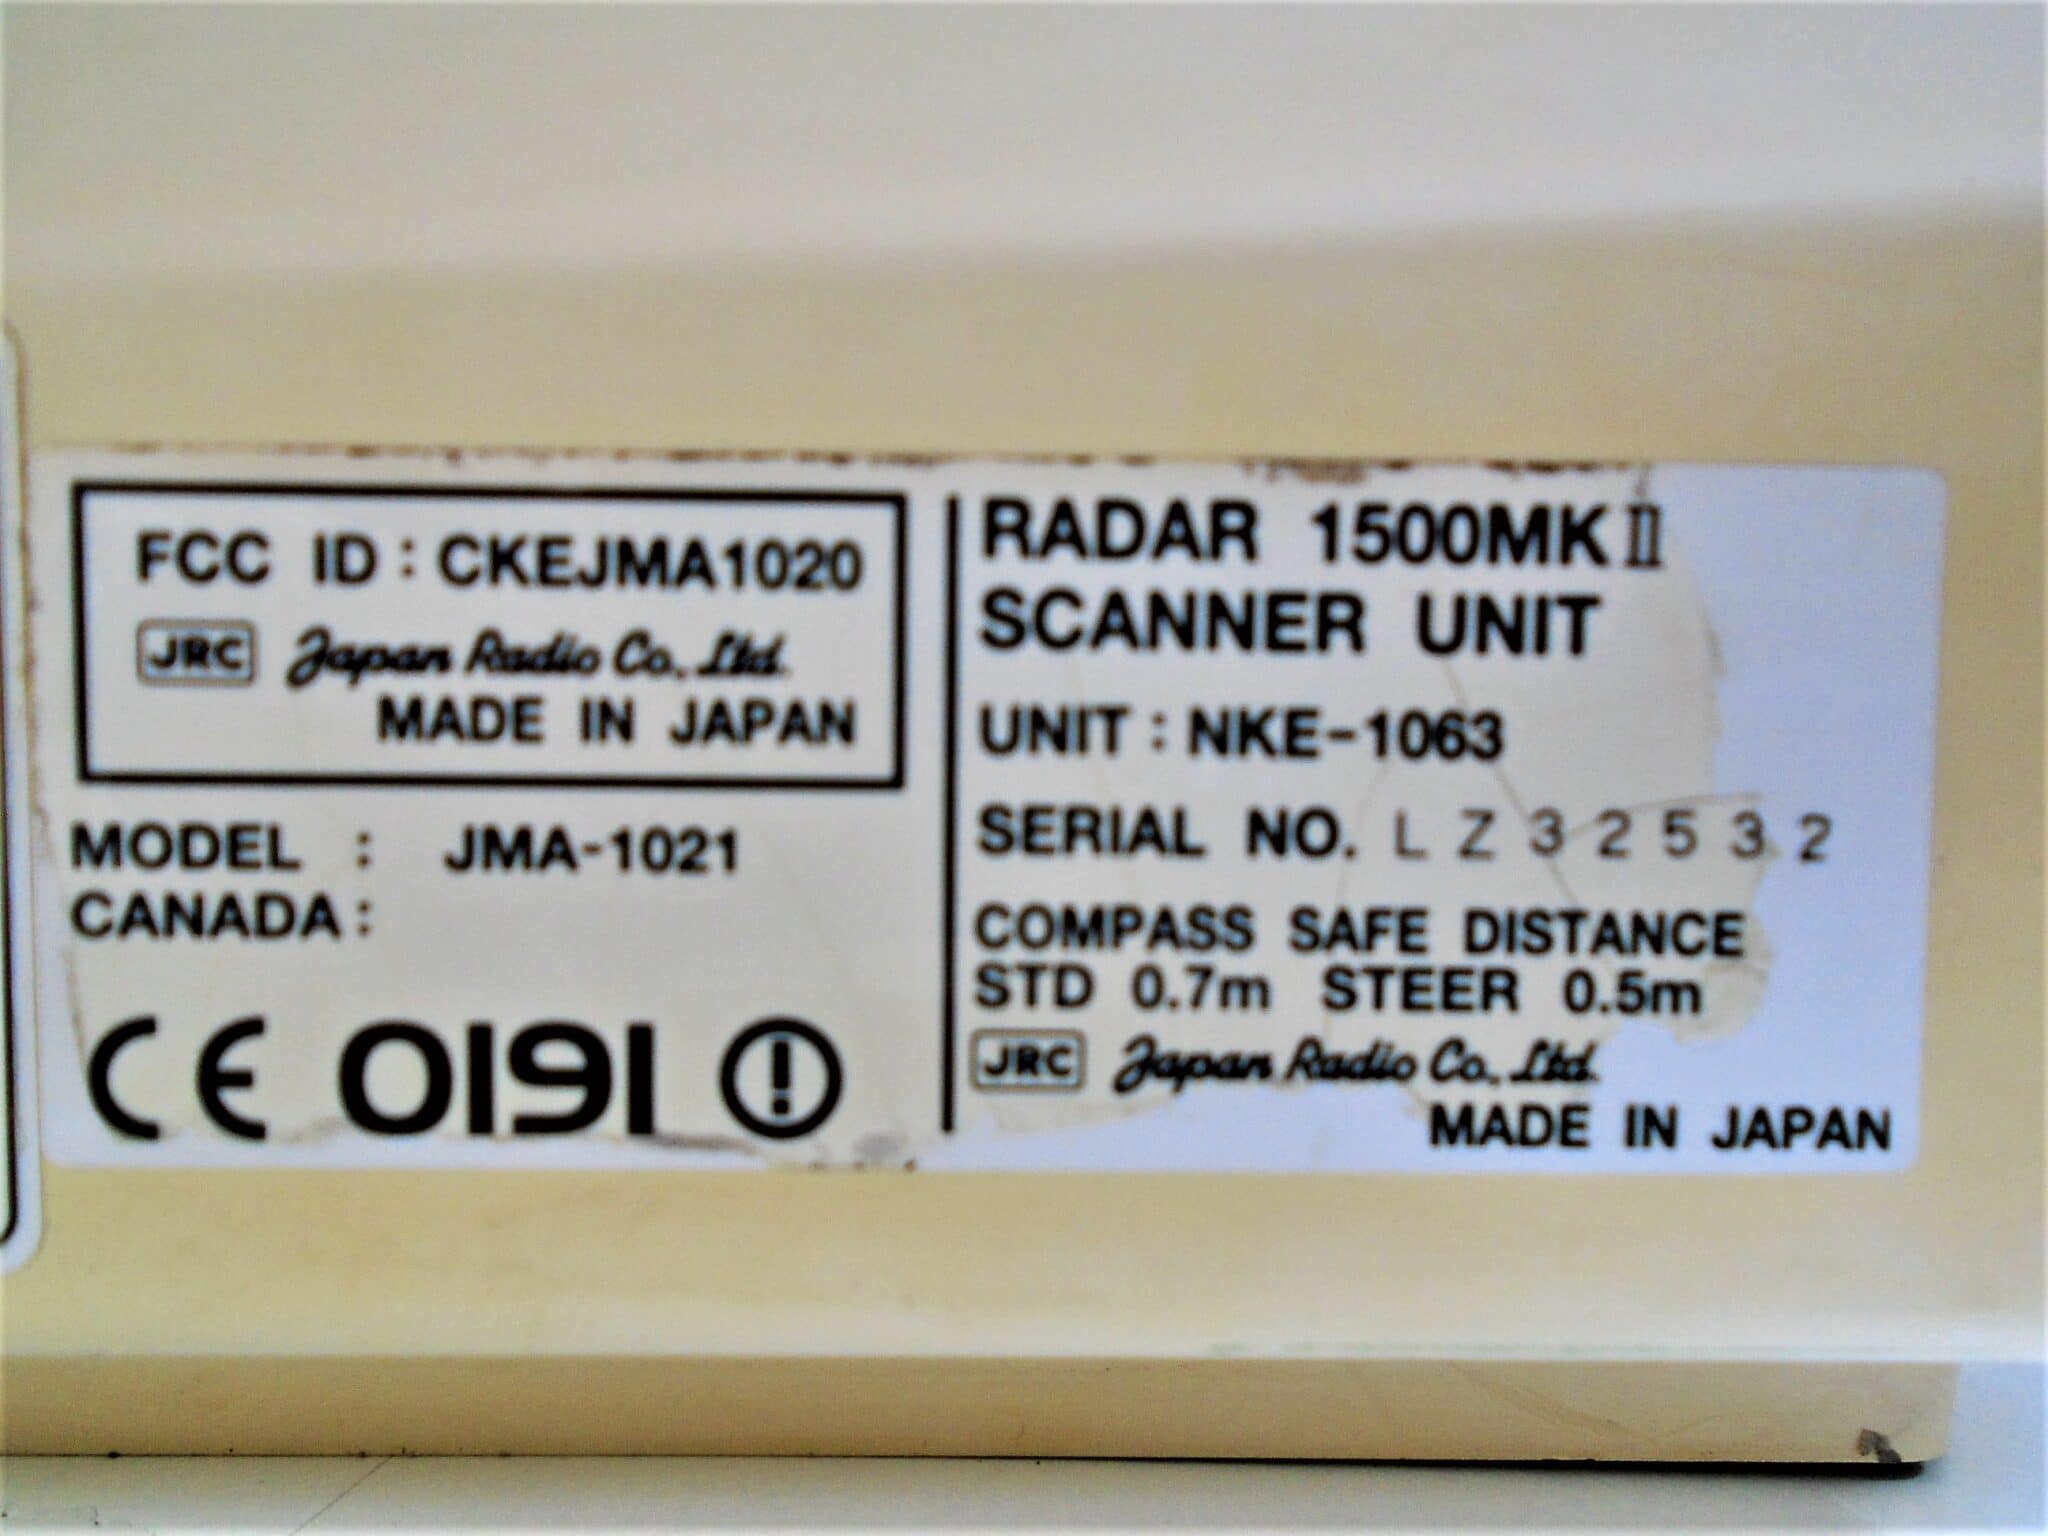 FCC ID : CKEJMA1020
JRC Japan Radio Co., Ltd.
MADE IN JAPAN
MODEL : JMA-1021
CANADA :
CE 0191 !
RADAR 1500MKII
SCANNER UNIT
UNIT : NKE-1063
SERIAL NO. LZ32532
COMPASS SAFE DISTANCE
STD 0.7m STEER 0.5m
JRC Japan Radio Co., Ltd.
MADE IN JAPAN